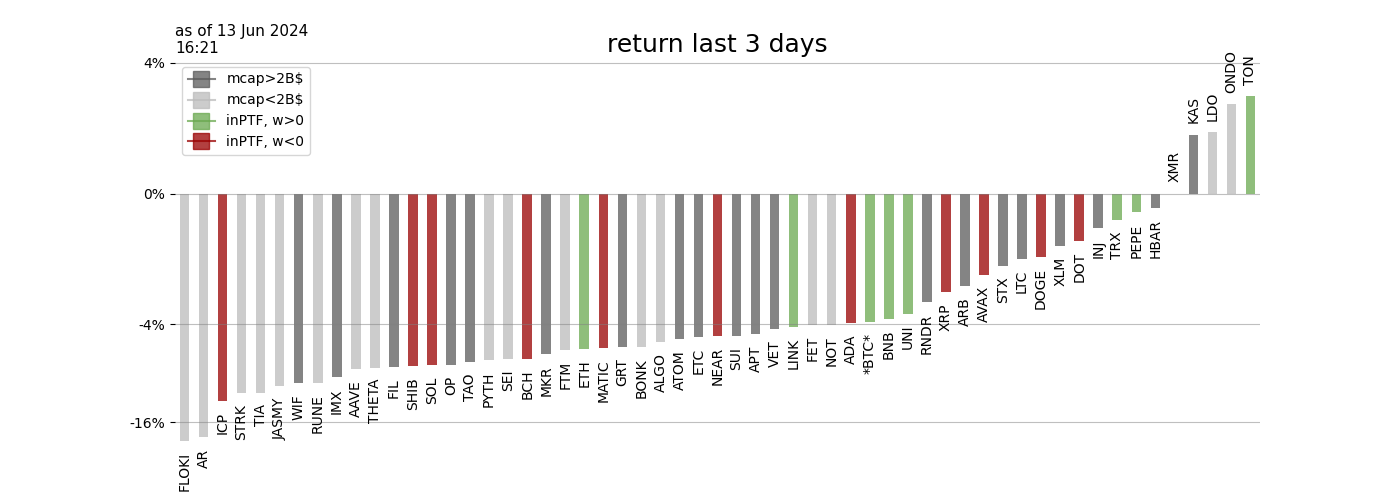 as of 13 Jun 2024
16:21
return last 3 days
4%
0%
-4%
-16%
mcap>2B$
mcap<2B$
inPTF, w>0
inPTF, w<0
FLOKI
AR
ICP
STRK
TIA
JASMY
WIF
RUNE
IMX
AAVE
THETA
FIL
SHIB
SOL
OP
TAO
PYTH
SEI
BCH
MKR
FTM
ETH
MATIC
GRT
BONK
ALGO
ATOM
ETC
NEAR
SUI
APT
VET
LINK
FET
NOT
ADA
*BTC*
BNB
UNI
RNDR
XRP
ARB
AVAX
STX
LTC
DOGE
XLM
DOT
INJ
TRX
PEPE
HBAR
XMR
KAS
LDO
ONDO
TON